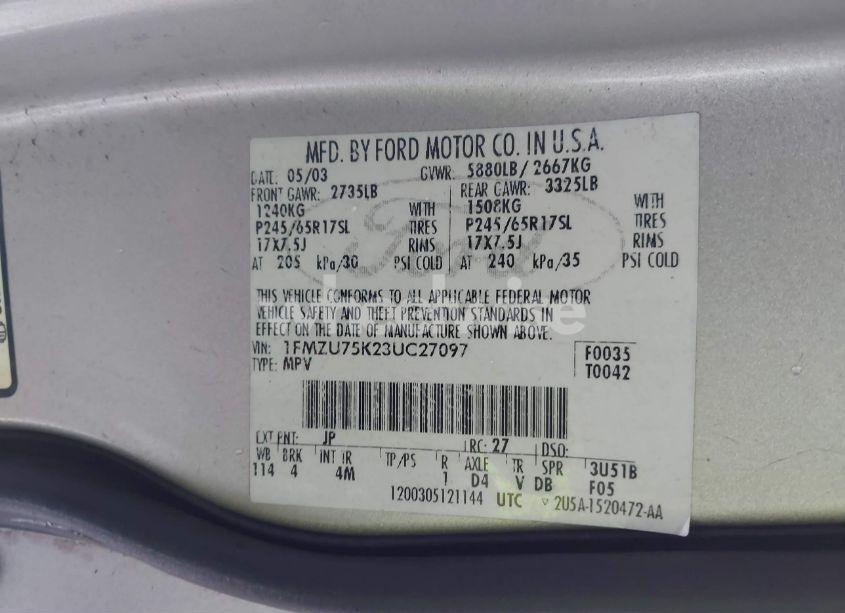 MFD. BY FORD MOTOR CO. IN U.S.A.
DATE: 05/03 GVWR: 5880LB/ 2667KG
FRONT GAWR: 2735LB REAR GAWR: 3325LB
1240KG WITH 1508KG WITH
P245/65R17SL TIRES P245/65R17SL TIRES
17X7.5J RIMS 17X7.5J RIMS
AT 205 kPa/30 PSI COLD AT 240 kPa/35 PSI COLD
THIS VEHICLE CONFORMS TO ALL APPLICABLE FEDERAL MOTOR
VEHICLE SAFETY AND THEFT PREVENTION STANDARDS IN
EFFECT ON THE DATE OF MANUFACTURE SHOWN ABOVE.
VIN: 1FMZU75K23UC27097 F0035
TYPE: MPV T0042
EXT PNT: JP RC: 27 DSO:
WB BRK INT TR TP/PS R AXLE TR SPR 3U51B
114 4 4M 1 D4 V DB F05
1200305121144 UTC 2U5A-1520472-AA